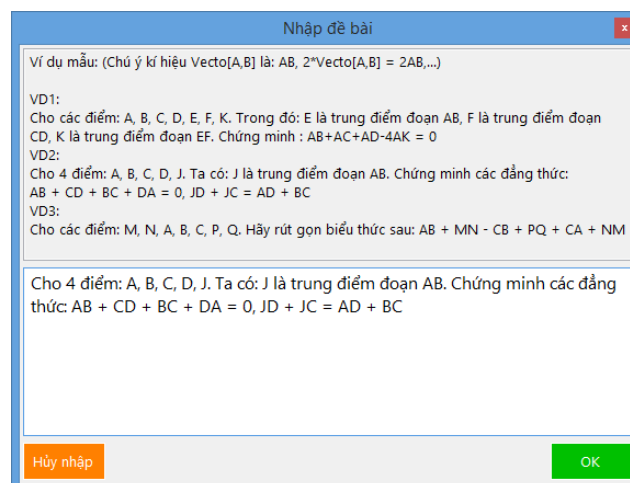 Nhập đề bài
x
Ví dụ mẫu: (Chú ý kí hiệu Vecto[A,B] là: AB, 2*Vecto[A,B] = 2AB,...)
VD1:
Cho các điểm: A, B, C, D, E, F, K. Trong đó: E là trung điểm đoạn AB, F là trung điểm đoạn
CD, K là trung điểm đoạn EF. Chứng minh : AB+AC+AD-4AK = 0
VD2:
Cho 4 điểm: A, B, C, D, J. Ta có: J là trung điểm đoạn AB. Chứng minh các đẳng thức:
AB + CD + BC + DA = 0, JD + JC = AD + BC
VD3:
Cho các điểm: M, N, A, B, C, P, Q. Hãy rút gọn biểu thức sau: AB + MN - CB + PQ + CA + NM
Cho 4 điểm: A, B, C, D, J. Ta có: J là trung điểm đoạn AB. Chứng minh các đẳng
thức: AB + CD + BC + DA = 0, JD + JC = AD + BC
Hủy nhập
OK